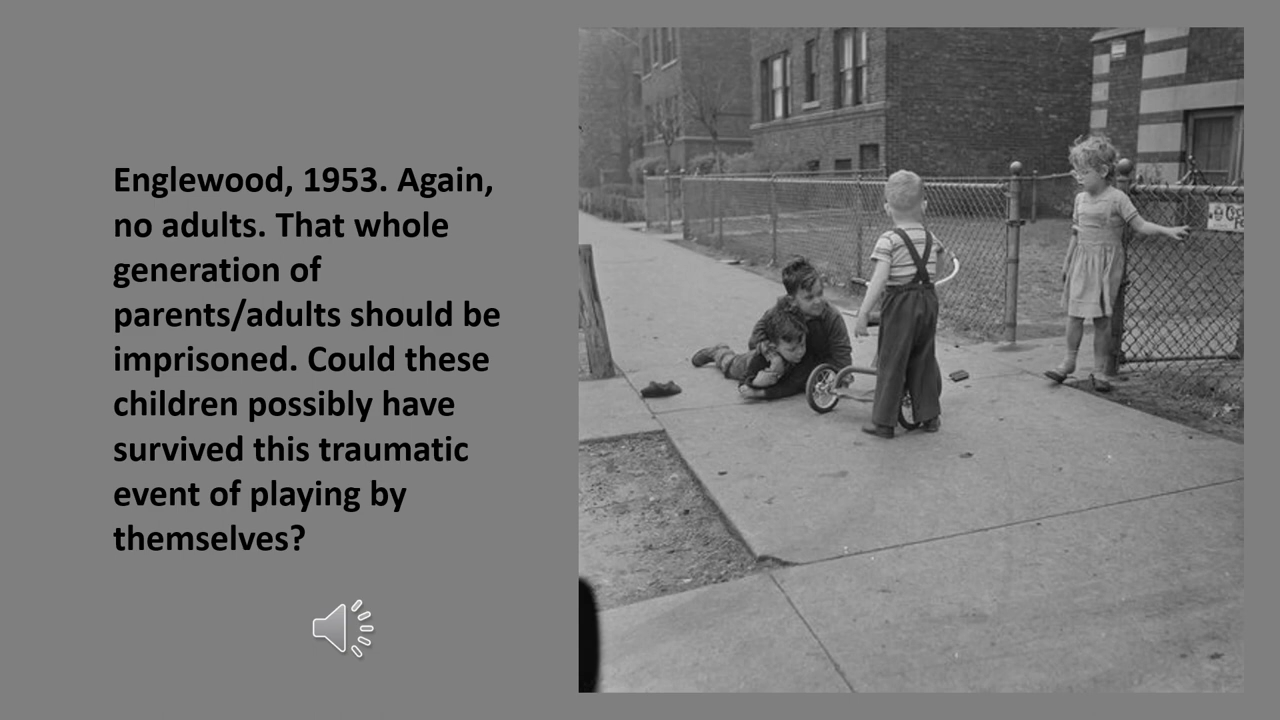 Englewood, 1953. Again,
no adults. That whole
generation of
parents/adults should be
imprisoned. Could these
children possibly have
survived this traumatic
event of playing by
themselves?